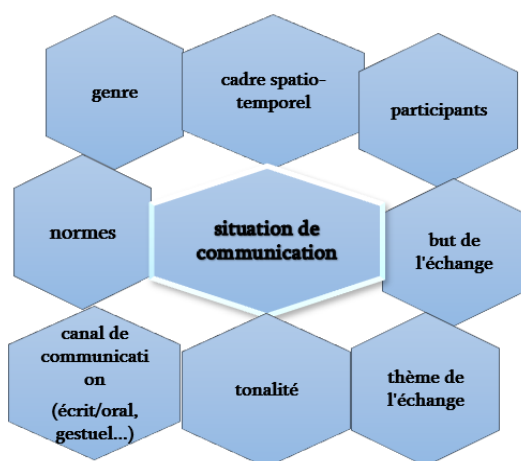 genre
cadre spatio-
temporel
participants
normes
situation de
communication
but de
l'échange
canal de
communicati
on
(écrit/oral,
gestuel...)
tonalité
thème de
l'échange